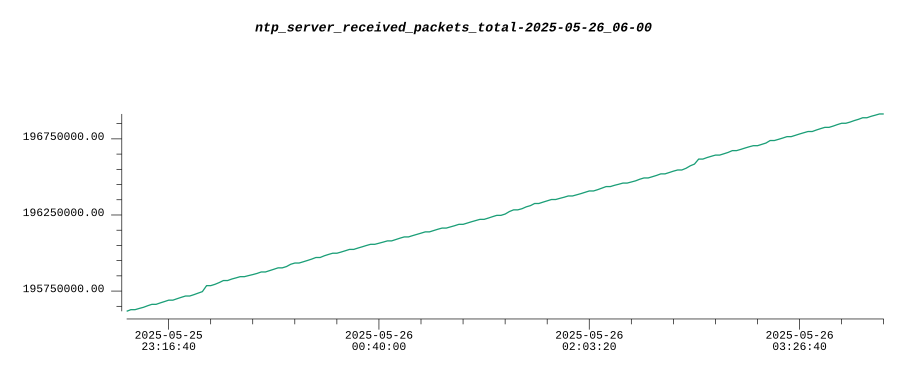 ntp_server_received_packets_total-2025-05-26_06-00
196750000.00
196250000.00
195750000.00
2025-05-25 2025-05-26 2025-05-26 2025-05-26
23:16:40 00:40:00 02:03:20 03:26:40